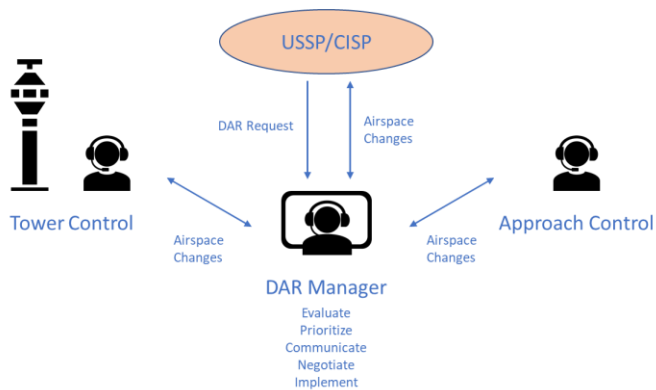 USSP/CISP
DAR Request
Airspace
Changes
Tower Control
Approach Control
Airspace
Changes
Airspace
Changes
DAR Manager
Evaluate
Prioritize
Communicate
Negotiate
Implement